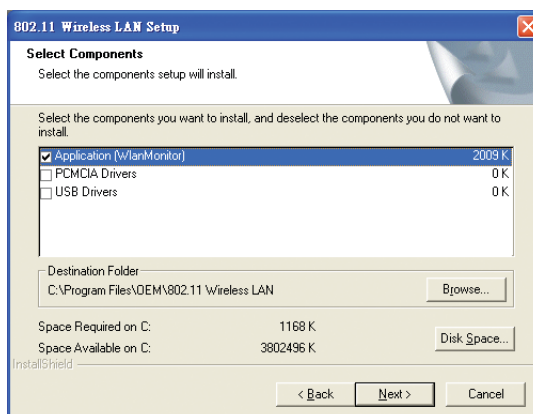 802.11 Wireless LAN Setup
Select Components
Select the components setup will install.
Select the components you want to install, and deselect the components you do not want to
install.
Application (WlanMonitor) 2009 K
PCMCIA Drivers 0 K
USB Drivers 0 K
Destination Folder
C:\Program Files\OEM\802.11 Wireless LAN
Browse...
Space Required on C: 1168 K
Space Available on C: 3802496 K
Disk Space...
InstallShield
< Back Next > Cancel